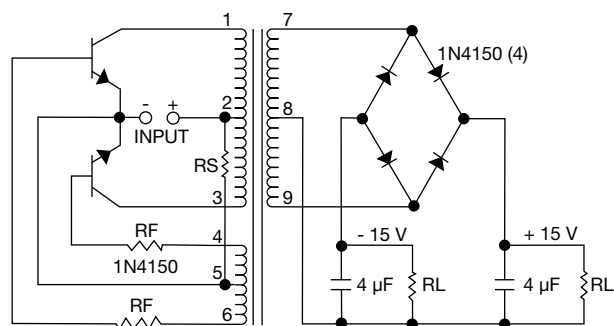 1
7
1N4150 (4)
- +
2
8
INPUT
RS
3
9
RF
4
1N4150
- 15 V
+ 15 V
5
4 µF
RL
4 µF
RL
RF
6